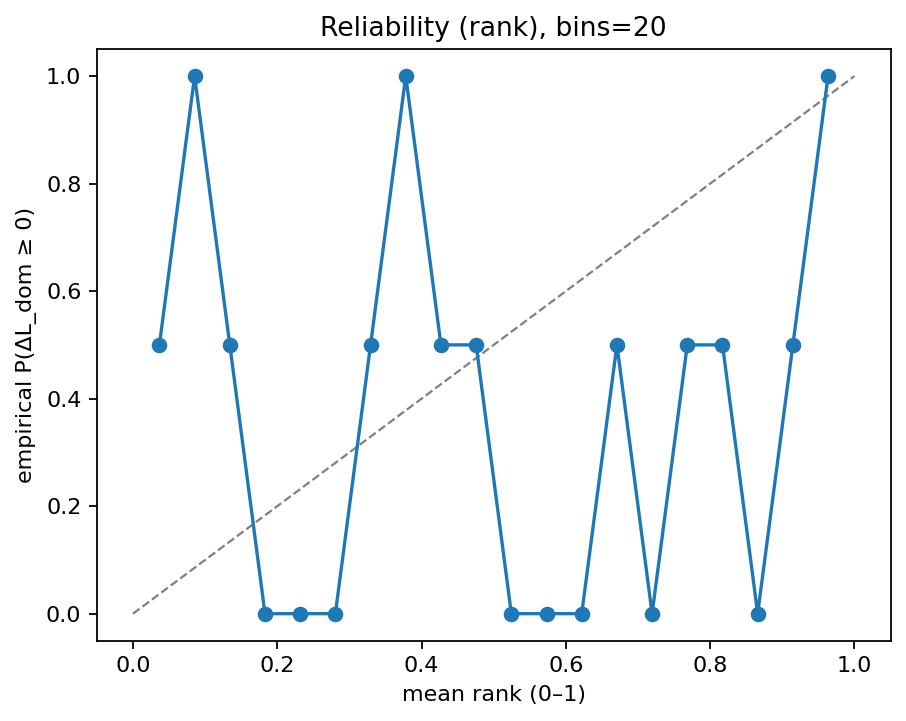 Reliability (rank), bins=20
empirical P(ΔL_dom ≥ 0)
1.0
0.8
0.6
0.4
0.2
0.0
0.0 0.2 0.4 0.6 0.8 1.0
mean rank (0–1)